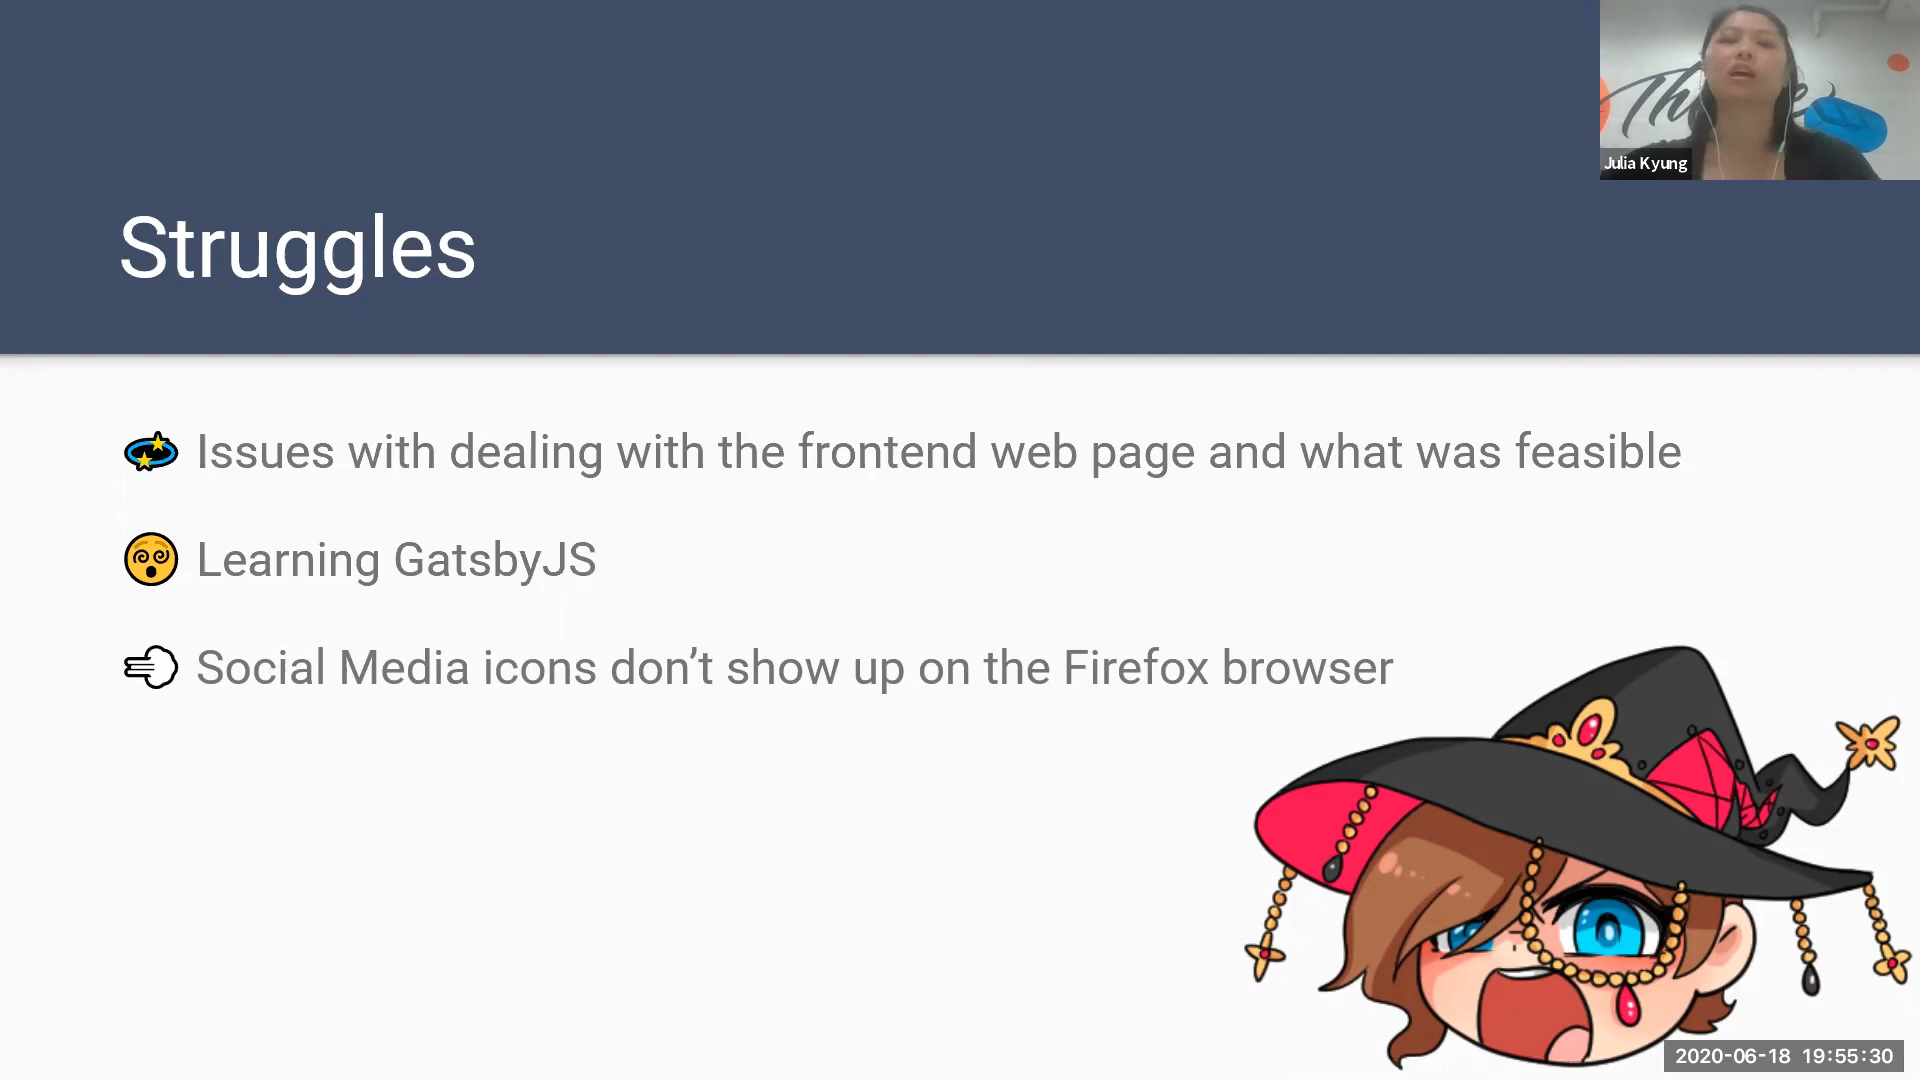 Julia Kyung
Struggles
Issues with dealing with the frontend web page and what was feasible
Learning GatsbyJS
Social Media icons don’t show up on the Firefox browser
2020-06-18 19:55:30